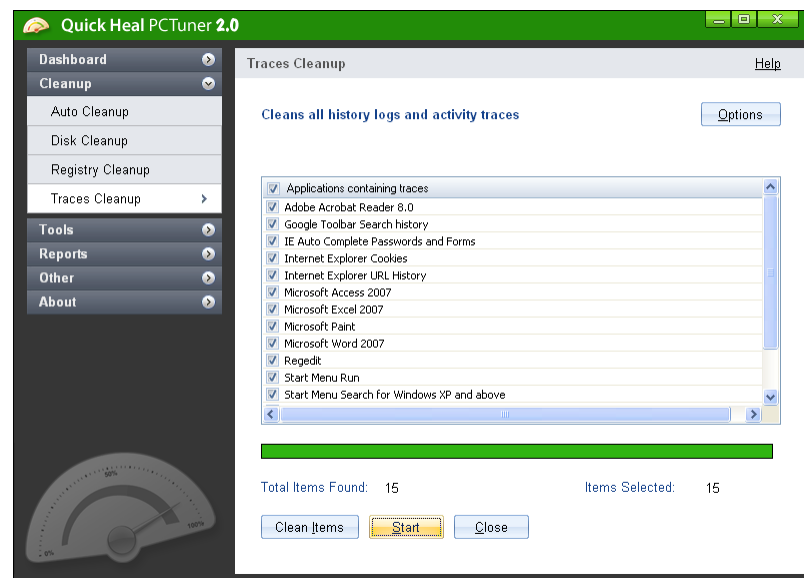 Quick Heal PCTuner 2.0
Dashboard
Cleanup
Auto Cleanup
Disk Cleanup
Registry Cleanup
Traces Cleanup
Tools
Reports
Other
About
0%
50%
100%
Traces Cleanup Help
Cleans all history logs and activity traces Options
Applications containing traces
Adobe Acrobat Reader 8.0
Google Toolbar Search history
IE Auto Complete Passwords and Forms
Internet Explorer Cookies
Internet Explorer URL History
Microsoft Access 2007
Microsoft Excel 2007
Microsoft Paint
Microsoft Word 2007
Regedit
Start Menu Run
Start Menu Search for Windows XP and above
Total Items Found: 15 Items Selected: 15
Clean Items Start Close